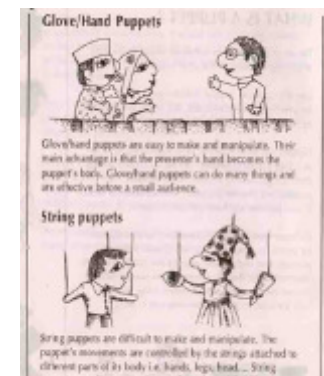 Glove/Hand Puppets
Glove/hand puppets are easy to make and manipulate. Their
main advantage is that the presenter's hand becomes the
puppet's body. Glove/hand puppets can do many things and
are effective before a small audience.
String puppets
String puppets are difficult to make and manipulate. The
puppet's movements are controlled by the strings attached to
different parts of its body i.e. hands, legs, head... String